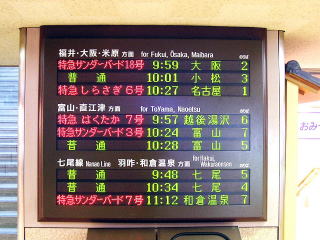 福井・大阪・米原 方面 for Fukui, Ōsaka, Maibara
特急サンダーバード18号 9:59 大阪 2
普通 10:01 小松 3
特急しらさぎ 6号 10:27 名古屋 1
富山・直江津 方面 for Toyama, Naoetsu
特急はくたか 7号 9:57 越後湯沢 6
特急サンダーバード 3号 10:24 富山 7
普通 10:28 富山 5
七尾線 Nanao Line 羽咋・和倉温泉 方面 for Hakui, Wakuraonsen
普通 9:48 七尾 5
普通 10:34 七尾 4
特急サンダーバード 7号 11:12 和倉温泉 7
おみ